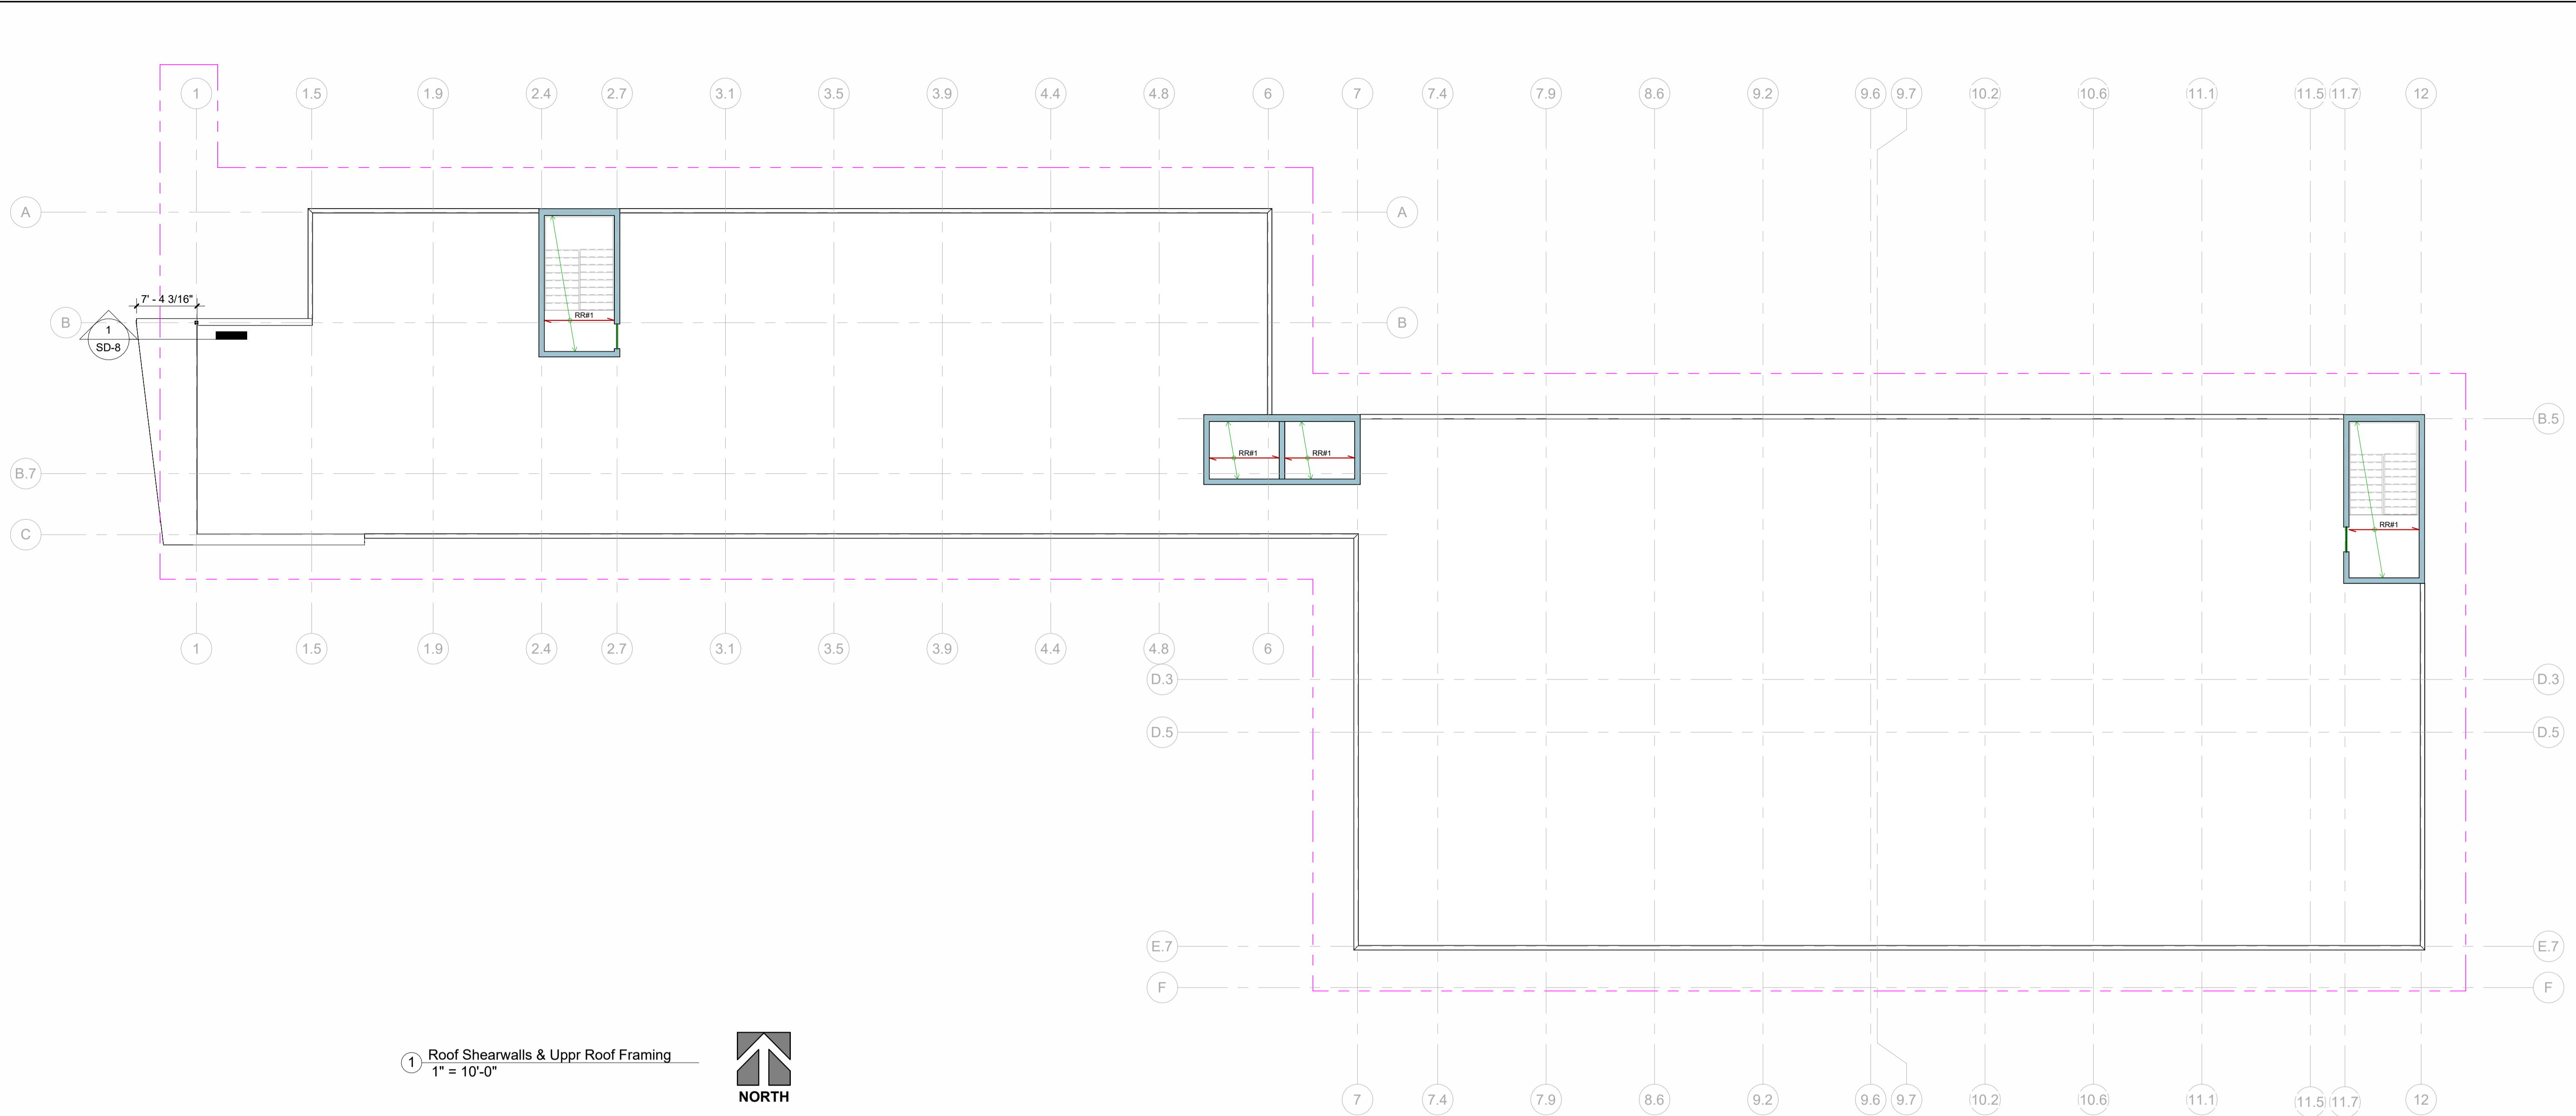 1 1.5 1.9 2.4 2.7 3.1 3.5 3.9 4.4 4.8 6 7 7.4 7.9 8.6 9.2 9.6 9.7 10.2 10.6 11.1 11.5 11.7 12
A A
7' - 4 3/16"
RR#1
B B
1
SD-8
B.5
RR#1 RR#1
B.7
RR#1
C
1 1.5 1.9 2.4 2.7 3.1 3.5 3.9 4.4 4.8 6
D.3 D.3
D.5 D.5
E.7 E.7
F F
1 Roof Shearwalls & Uppr Roof Framing
1" = 10'-0"
NORTH
7 7.4 7.9 8.6 9.2 9.6 9.7 10.2 10.6 11.1 11.5 11.7 12